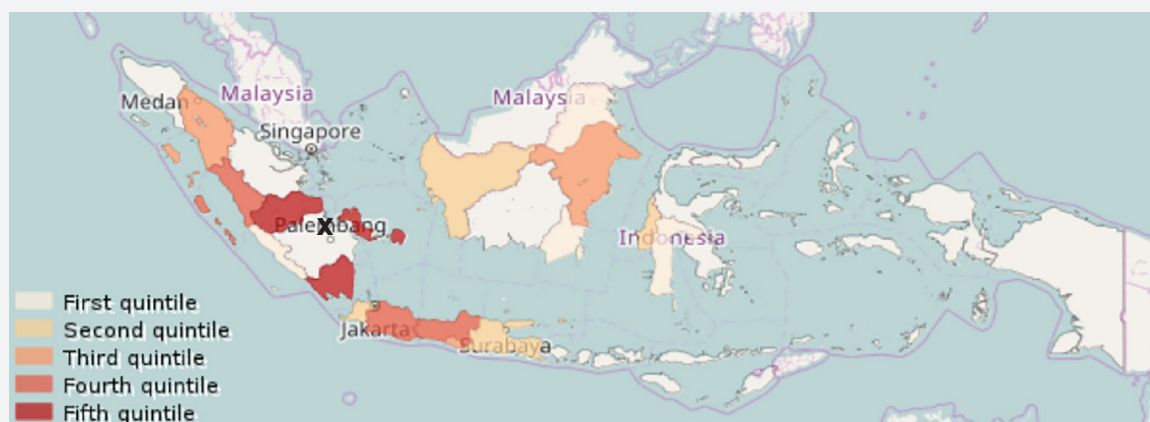 Medan
Malaysia
Malaysia
Singapore
Palembang
X
Indonesia
First quintile
Second quintile
Jakarta
Third quintile
Surabaya
Fourth quintile
Fifth quintile